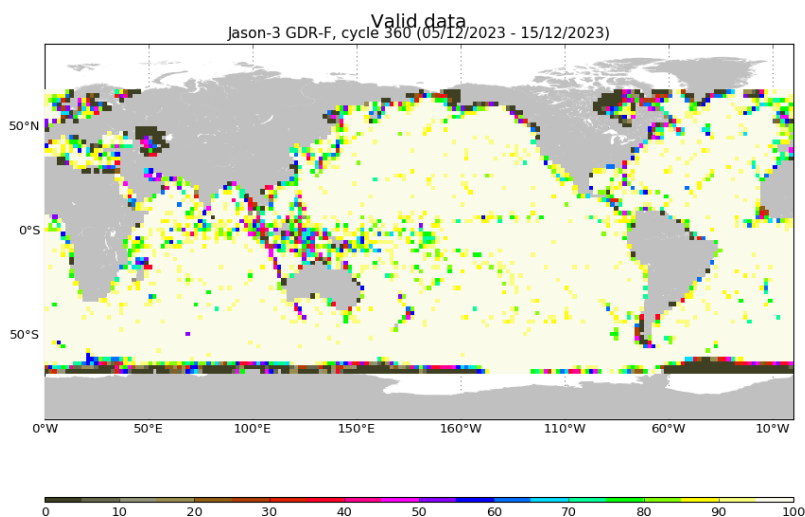 Valid data
Jason-3 GDR-F, cycle 360 (05/12/2023 - 15/12/2023)
50°N
0°S
50°S
0°W 50°E 100°E 150°E 160°W 110°W 60°W 10°W
0 10 20 30 40 50 60 70 80 90 100